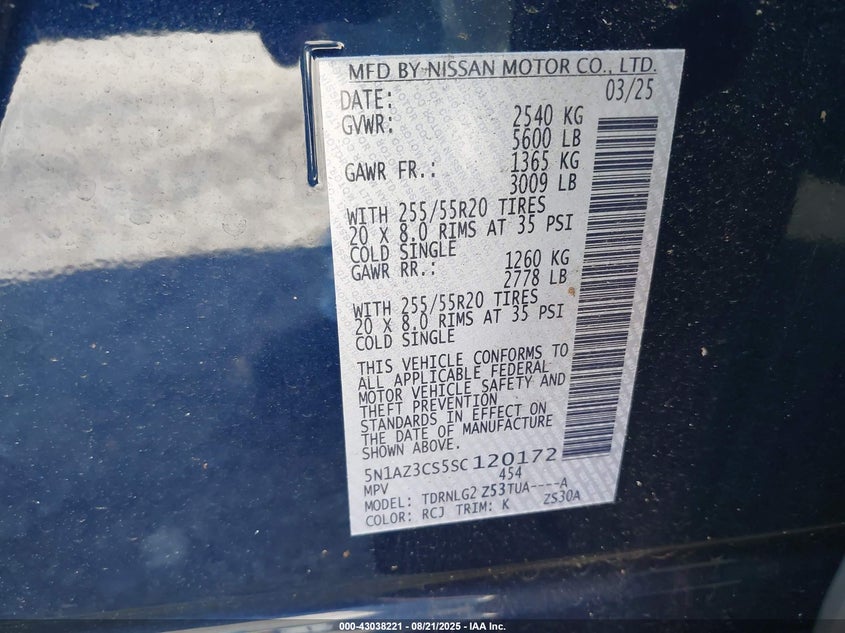 MFD BY NISSAN MOTOR CO., LTD.
DATE: 03/25
GVWR: 2540 KG
5600 LB
GAWR FR.: 1365 KG
3009 LB
WITH 255/55R20 TIRES
20 X 8.0 RIMS AT 35 PSI
COLD SINGLE
GAWR RR.: 1260 KG
2778 LB
WITH 255/55R20 TIRES
20 X 8.0 RIMS AT 35 PSI
COLD SINGLE
THIS VEHICLE CONFORMS TO
ALL APPLICABLE FEDERAL
MOTOR VEHICLE SAFETY AND
THEFT PREVENTION
STANDARDS IN EFFECT ON
THE DATE OF MANUFACTURE
SHOWN ABOVE.
5N1AZ3CS5SC120172
454
MPV
MODEL: TDRNLG2 Z53TUA----A
COLOR: RCJ TRIM: K ZS30A
000-43038221 - 08/21/2025 - IAA Inc.